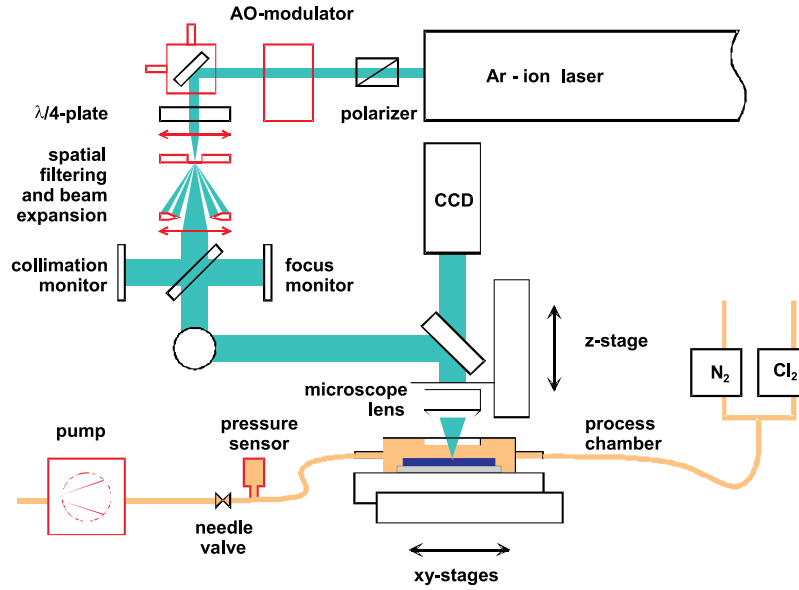 AO-modulator
Ar - ion laser
λ/4-plate
polarizer
spatial
filtering
and beam
expansion
CCD
collimation
monitor
focus
monitor
z-stage
microscope
lens
N₂
Cl₂
pump
pressure
sensor
process
chamber
needle
valve
xy-stages